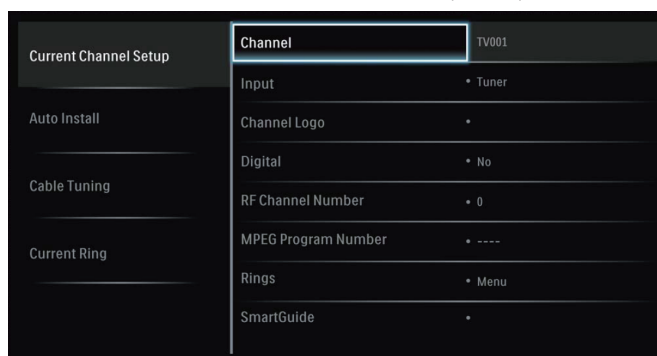 Current Channel Setup
Auto Install
Cable Tuning
Current Ring
Channel TV001
Input • Tuner
Channel Logo •
Digital • No
RF Channel Number • 0
MPEG Program Number • ----
Rings • Menu
SmartGuide •